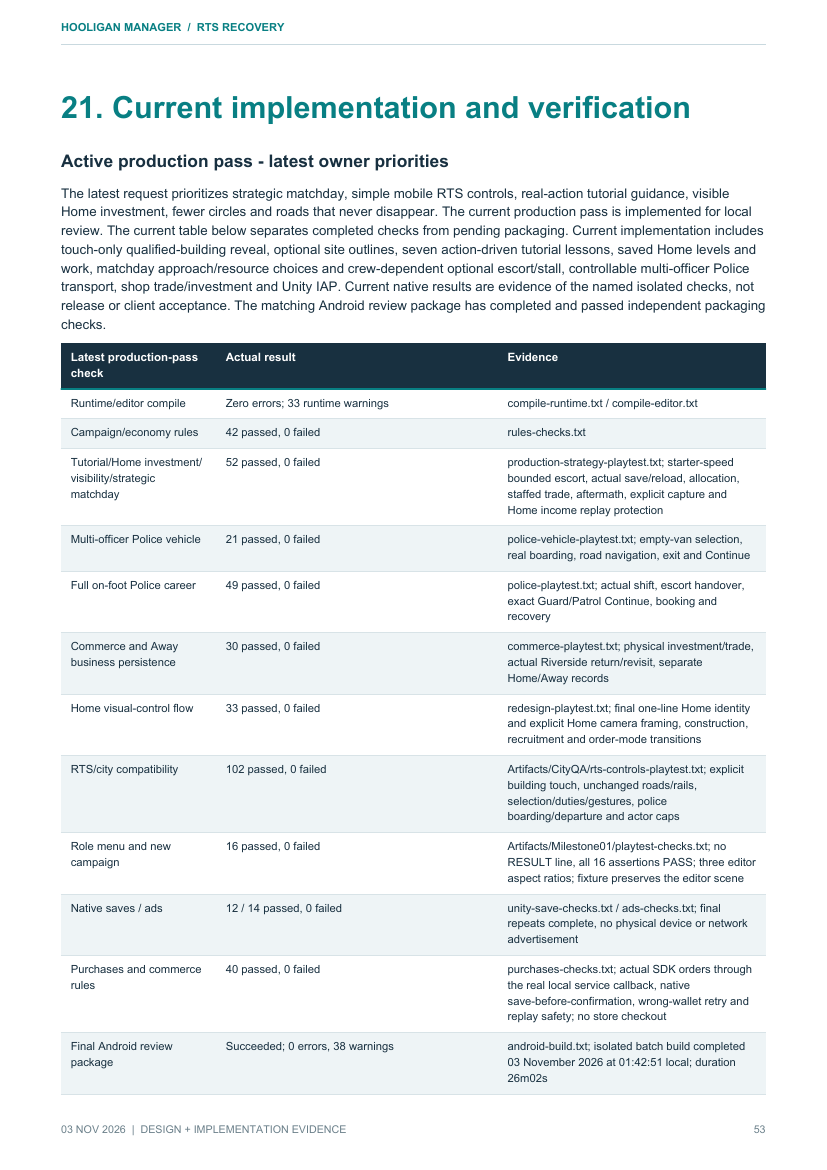 HOOLIGAN MANAGER / RTS RECOVERY
21. Current implementation and verification
Active production pass - latest owner priorities
The latest request prioritizes strategic matchday, simple mobile RTS controls, real-action tutorial guidance, visible
Home investment, fewer circles and roads that never disappear. The current production pass is implemented for local
review. The current table below separates completed checks from pending packaging. Current implementation includes
touch-only qualified-building reveal, optional site outlines, seven action-driven tutorial lessons, saved Home levels and
work, matchday approach/resource choices and crew-dependent optional escort/stall, controllable multi-officer Police
transport, shop trade/investment and Unity IAP. Current native results are evidence of the named isolated checks, not
release or client acceptance. The matching Android review package has completed and passed independent packaging
checks.
Latest production-pass
check
Actual result
Evidence
Runtime/editor compile
Zero errors; 33 runtime warnings
compile-runtime.txt / compile-editor.txt
Campaign/economy rules
42 passed, 0 failed
rules-checks.txt
Tutorial/Home investment/
visibility/strategic
matchday
52 passed, 0 failed
production-strategy-playtest.txt; starter-speed
bounded escort, actual save/reload, allocation,
staffed trade, aftermath, explicit capture and
Home income replay protection
Multi-officer Police vehicle
21 passed, 0 failed
police-vehicle-playtest.txt; empty-van selection,
real boarding, road navigation, exit and Continue
Full on-foot Police career
49 passed, 0 failed
police-playtest.txt; actual shift, escort handover,
exact Guard/Patrol Continue, booking and
recovery
Commerce and Away
business persistence
30 passed, 0 failed
commerce-playtest.txt; physical investment/trade,
actual Riverside return/revisit, separate
Home/Away records
Home visual-control flow
33 passed, 0 failed
redesign-playtest.txt; final one-line Home identity
and explicit Home camera framing, construction,
recruitment and order-mode transitions
RTS/city compatibility
102 passed, 0 failed
Artifacts/CityQA/rts-controls-playtest.txt; explicit
building touch, unchanged roads/rails,
selection/duties/gestures, police
boarding/departure and actor caps
Role menu and new
campaign
16 passed, 0 failed
Artifacts/Milestone01/playtest-checks.txt; no
RESULT line, all 16 assertions PASS; three editor
aspect ratios; fixture preserves the editor scene
Native saves / ads
12 / 14 passed, 0 failed
unity-save-checks.txt / ads-checks.txt; final
repeats complete, no physical device or network
advertisement
Purchases and commerce
rules
40 passed, 0 failed
purchases-checks.txt; actual SDK orders through
the real local service callback, native
save-before-confirmation, wrong-wallet retry and
replay safety; no store checkout
Final Android review
package
Succeeded; 0 errors, 38 warnings
android-build.txt; isolated batch build completed
03 November 2026 at 01:42:51 local; duration
26m02s
03 NOV 2026 | DESIGN + IMPLEMENTATION EVIDENCE
53